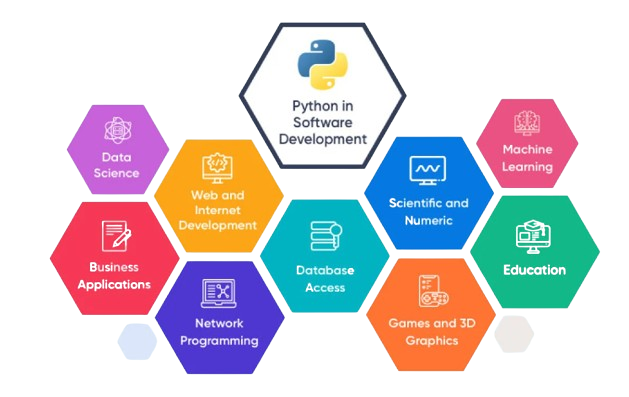 Python in
Software
Development
Data
Science
Web and
Internet
Development
Scientific and
Numeric
Machine
Learning
Business
Applications
Database
Access
Education
Network
Programming
Games and 3D
Graphics